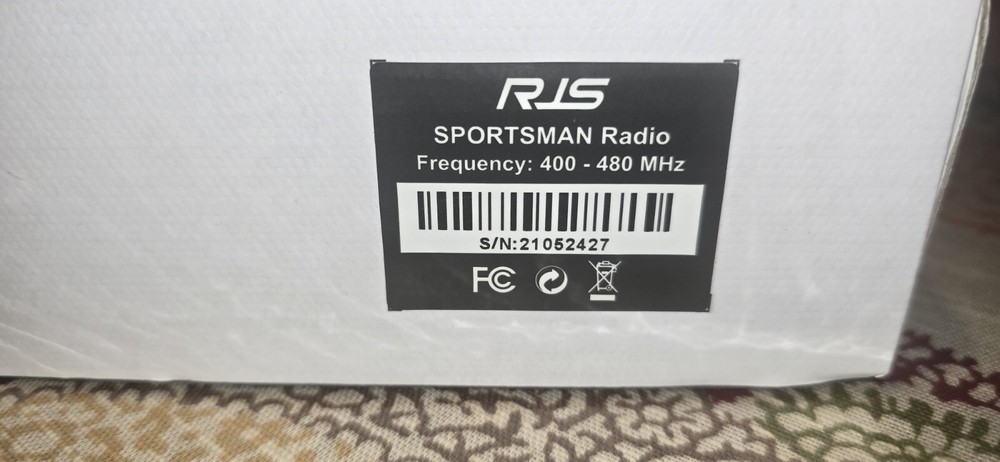 RJS
SPORTSMAN Radio
Frequency: 400 - 480 MHz
S/N:21052427
FC